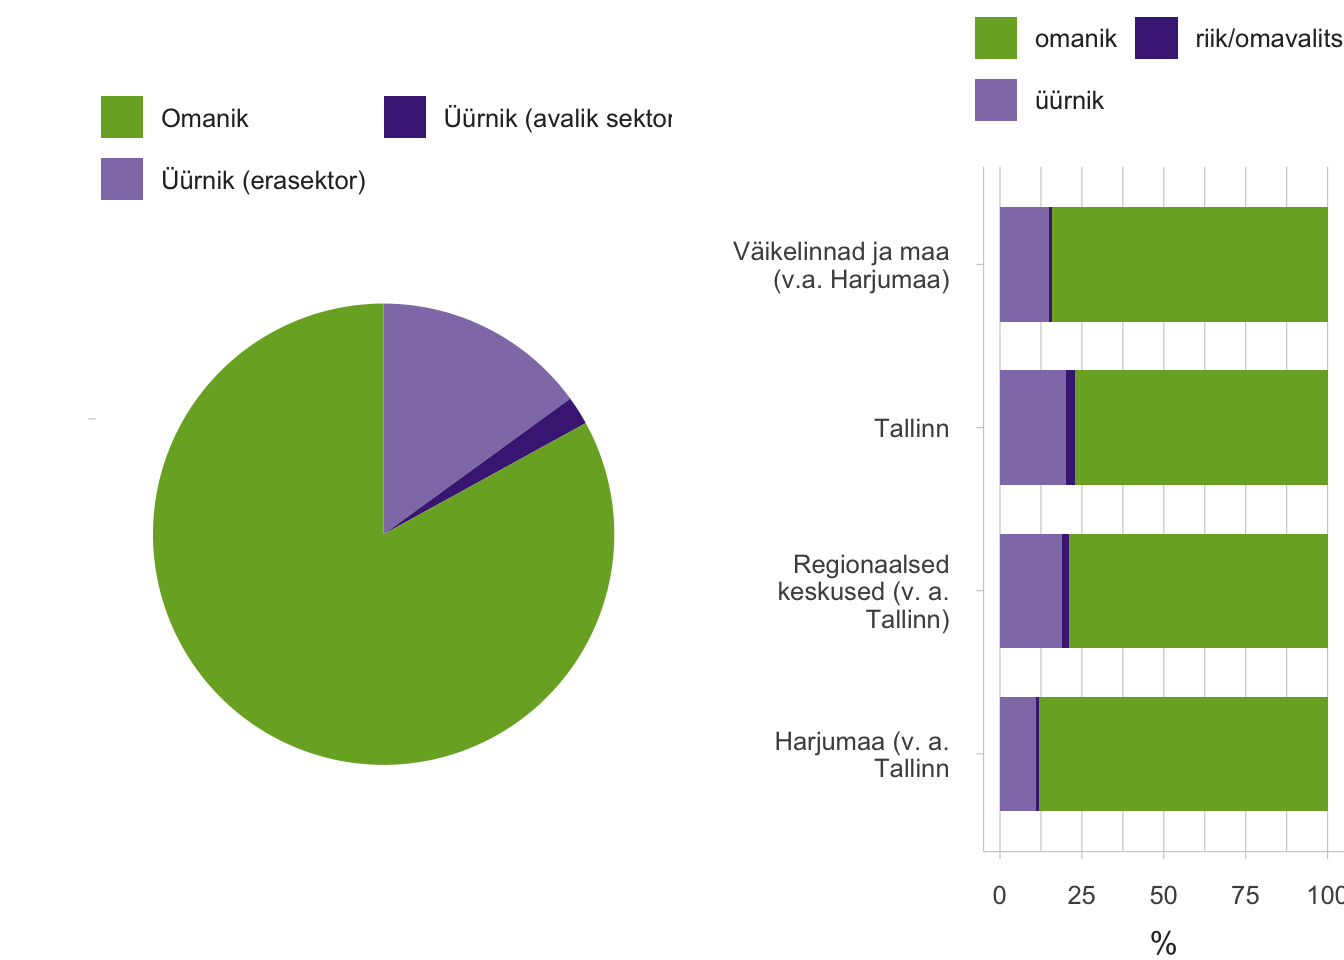 Omanik
Üürnik (avalik sektor
Üürnik (erasektor)
omanik
riik/omavalits
üürnik
Väikelinnad ja maa
(v.a. Harjumaa)
Tallinn
Regionaalsed
keskused (v. a.
Tallinn)
Harjumaa (v. a.
Tallinn
0 25 50 75 100
%